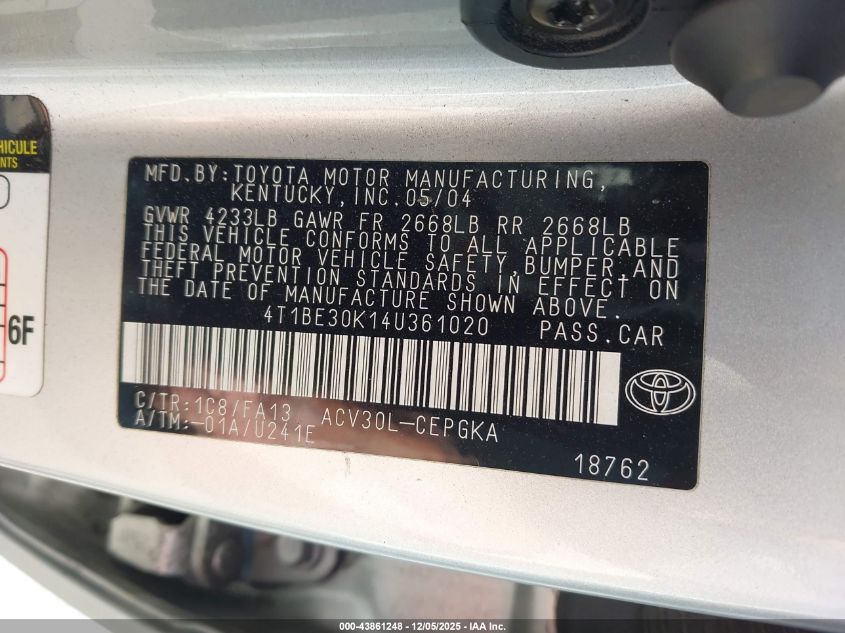 HICULE
NTS
6F
MFD.BY:TOYOTA MOTOR MANUFACTURING,
KENTUCKY,INC.05/04
GVWR 4233LB GAWR FR 2668LB RR 2668LB
THIS VEHICLE CONFORMS TO ALL APPLICABLE
FEDERAL MOTOR VEHICLE SAFETY,BUMPER,AND
THEFT PREVENTION STANDARDS IN EFFECT ON
THE DATE OF MANUFACTURE SHOWN ABOVE.
4T1BE30K14U361020 PASS.CAR
C/TR:1C8/FA13 ACV30L-CEPGKA
A/TM:-01A/U241E
18762
000-43861248 - 12/05/2025 - IAA Inc.